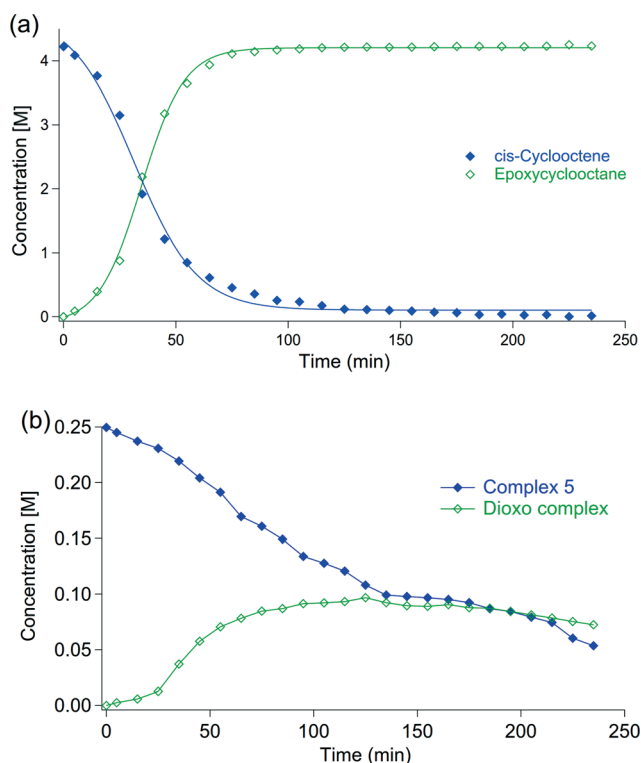 (a)
Concentration [M]
4
3
2
1
0
cis-Cyclooctene
Epoxycyclooctane
0
50
100
150
200
250
Time (min)
(b)
Concentration [M]
0.25
0.20
0.15
0.10
0.05
0.00
Complex 5
Dioxo complex
0
50
100
150
200
250
Time (min)